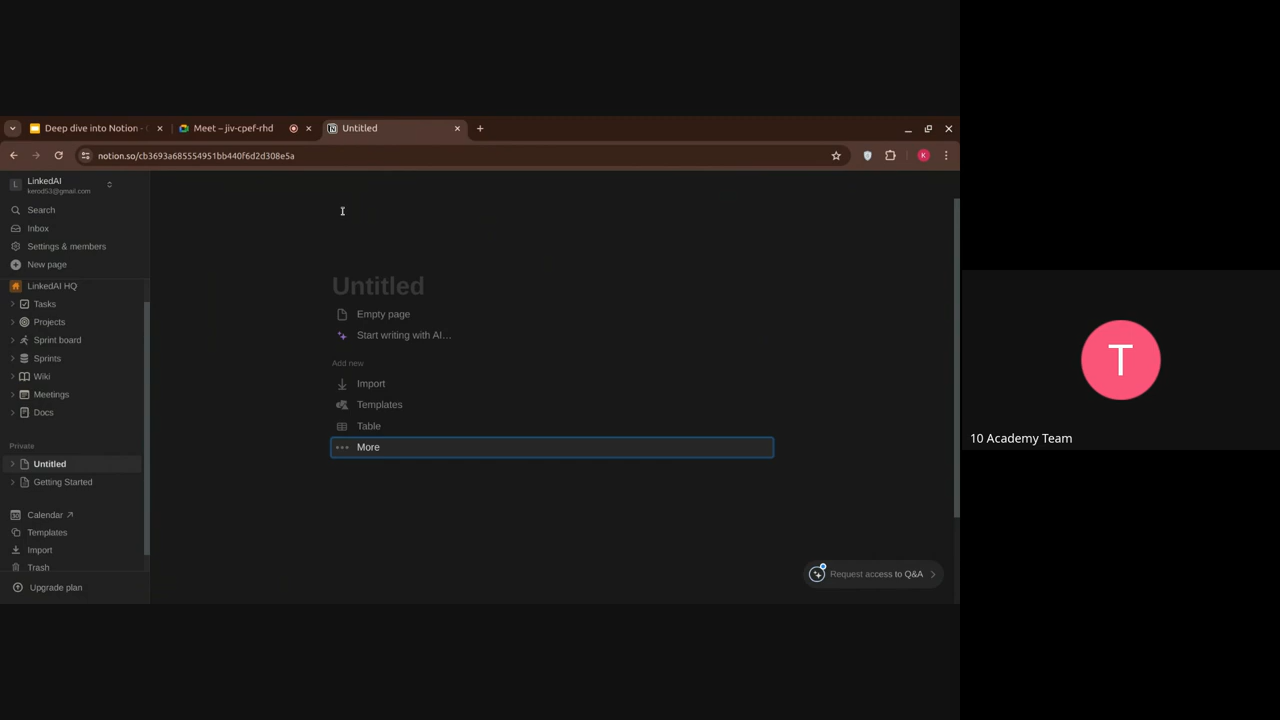 Deep dive into Notion -
Meet – jiv-cpef-rhd
Untitled
notion.so/cb3693a685554951bb440f6d2d308e5a
K
L
LinkedAI
kerod53@gmail.com
Search
Inbox
Settings & members
New page
LinkedAI HQ
Tasks
Projects
Sprint board
Sprints
Wiki
Meetings
Docs
Private
Untitled
Getting Started
Calendar ↗
Templates
Import
Trash
Upgrade plan
Untitled
Empty page
Start writing with AI…
Add new
Import
Templates
Table
More
Request access to Q&A
T
10 Academy Team